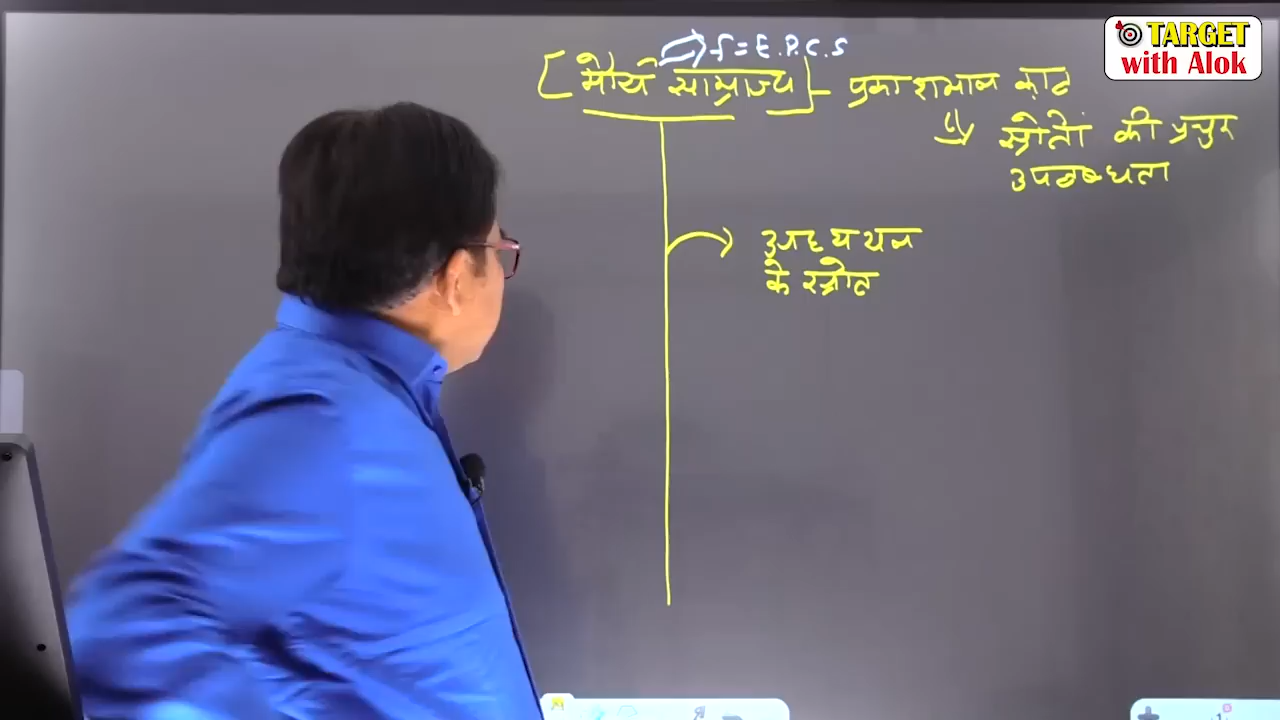 TARGET
with Alok
→ f = E.P.C.S
[मौर्य साम्राज्य] - प्रकाशमान काल
↳ स्रोतों की प्रचुर
उपलब्धता
→ अध्ययन
के स्रोत